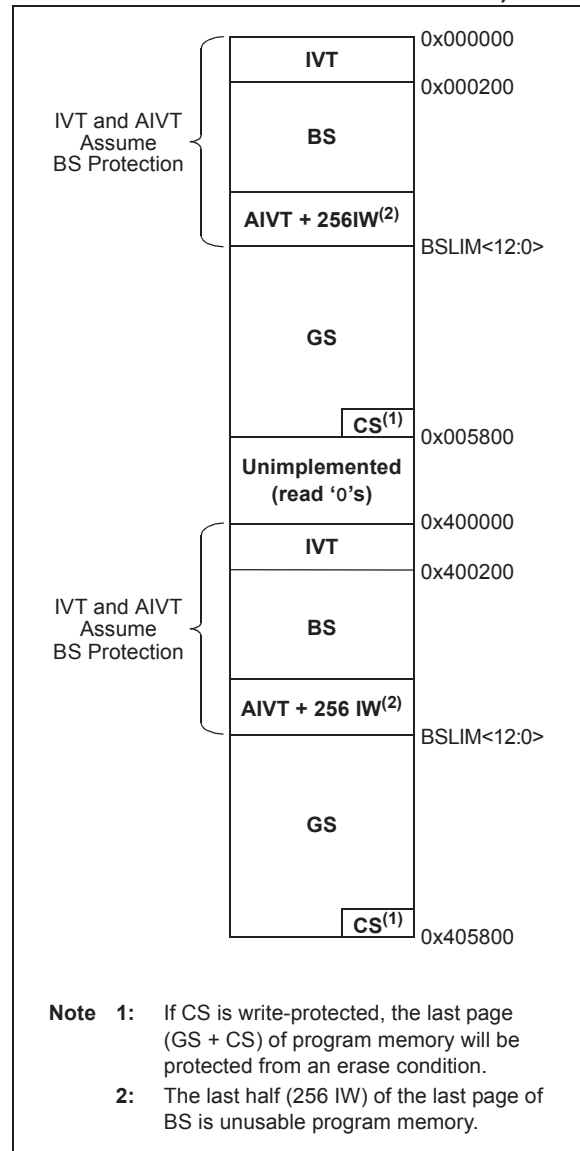 0x000000
IVT
0x000200
IVT and AIVT
Assume
BS Protection
BS
AIVT + 256IW(2)
BSLIM<12:0>
GS
CS(1)
0x005800
Unimplemented
(read ‘0’s)
0x400000
IVT
0x400200
IVT and AIVT
Assume
BS Protection
BS
AIVT + 256 IW(2)
BSLIM<12:0>
GS
CS(1)
0x405800
Note 1: If CS is write-protected, the last page
(GS + CS) of program memory will be
protected from an erase condition.
2: The last half (256 IW) of the last page of
BS is unusable program memory.